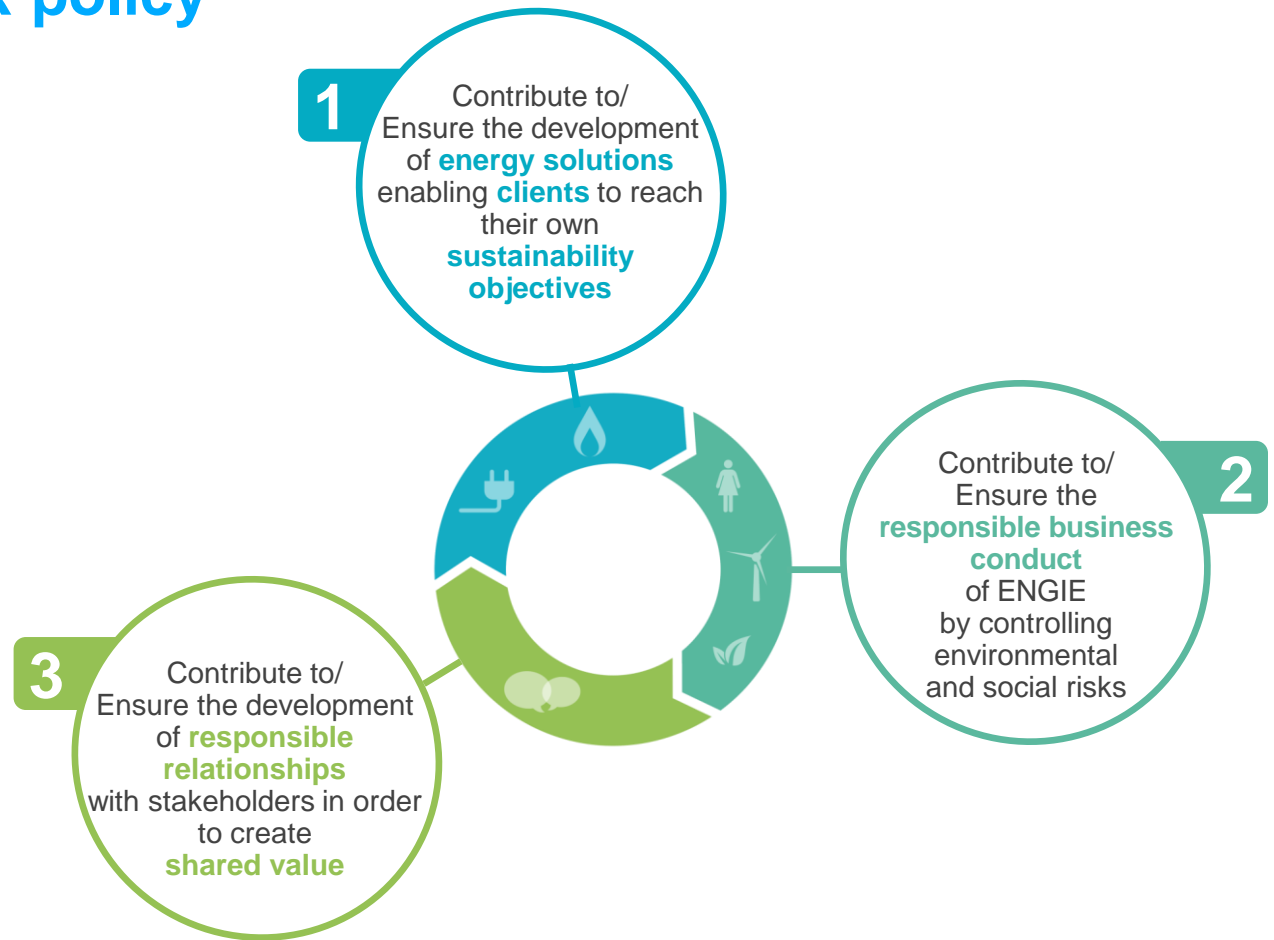 policy
1
Contribute to/
Ensure the development
of energy solutions
enabling clients to reach
their own
sustainability
objectives
2
Contribute to/
Ensure the
responsible business
conduct
of ENGIE
by controlling
environmental
and social risks
3
Contribute to/
Ensure the development
of responsible
relationships
with stakeholders in order
to create
shared value